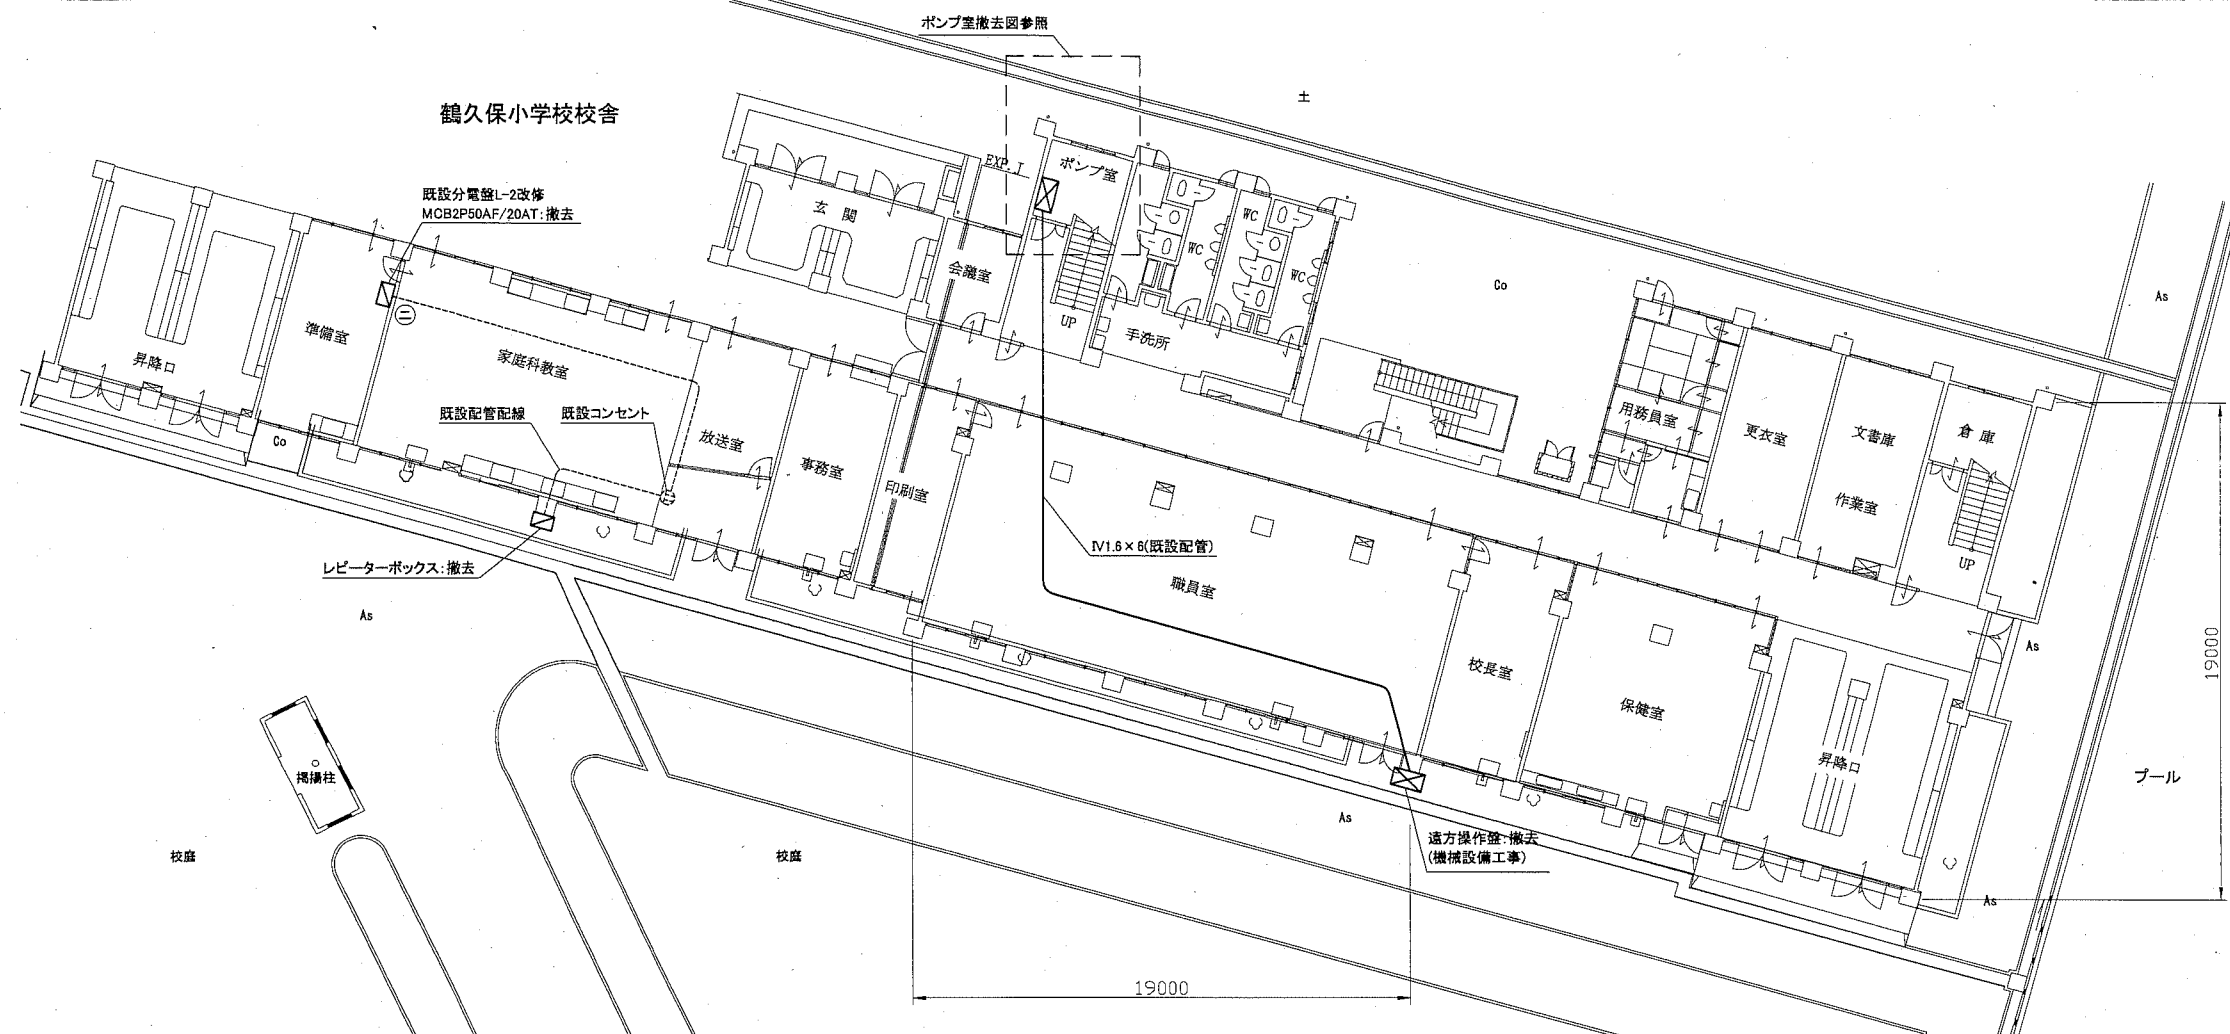 ポンプ室撤去図参照
土
鶴久保小学校校舎
EXP.J
ポンプ室
既設分電盤L-2改修
MCB2P50AF/20AT:撤去
玄関
WC
WC
WC
会議室
Co
As
準備室
ニ
UP
手洗所
昇降口
家庭科教室
用務員室
更衣室
文書庫
倉庫
既設配管配線
既設コンセント
放送室
Co
事務室
印刷室
作業室
IV1.6×6(既設配管)
UP
レピーターボックス:撤去
職員室
As
As
19000
校長室
保健室
掲揚柱
昇降口
プール
As
遠方操作盤:撤去
(機械設備工事)
校庭
校庭
As
19000